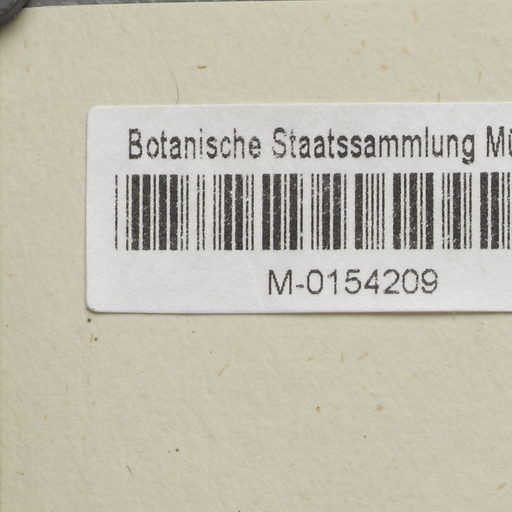 Botanische Staatssammlung Mü
M-0154209